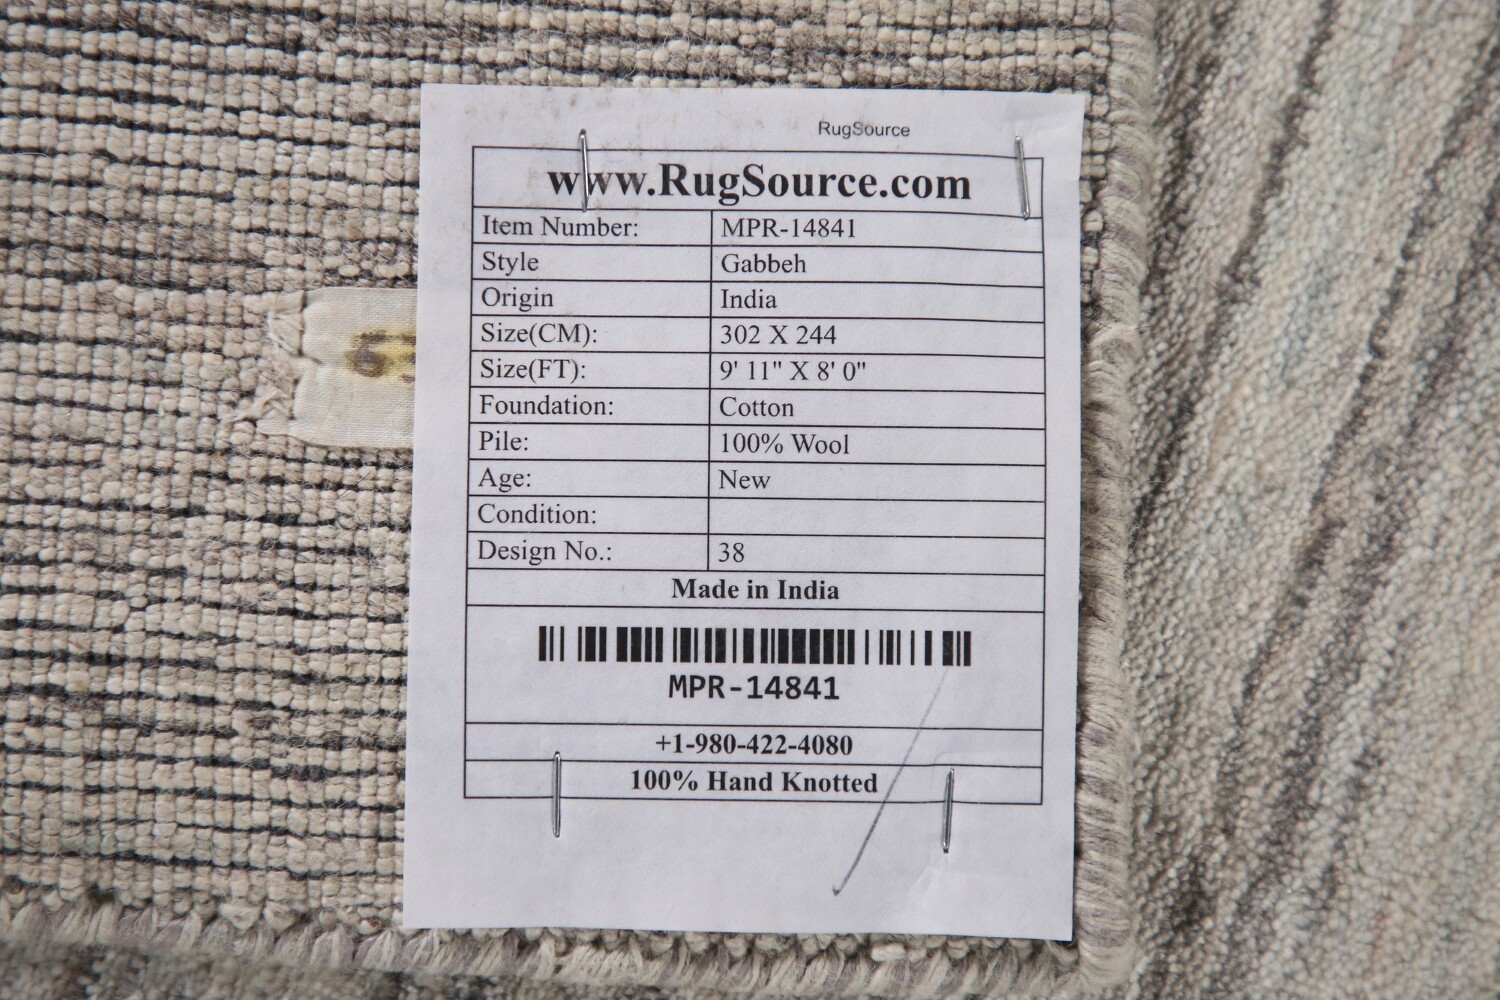 RugSource
www.RugSource.com
Item Number: MPR-14841
Style Gabbeh
Origin India
Size(CM): 302 X 244
Size(FT): 9' 11" X 8' 0"
Foundation: Cotton
Pile: 100% Wool
Age: New
Condition:
Design No.: 38
Made in India
MPR-14841
+1-980-422-4080
100% Hand Knotted